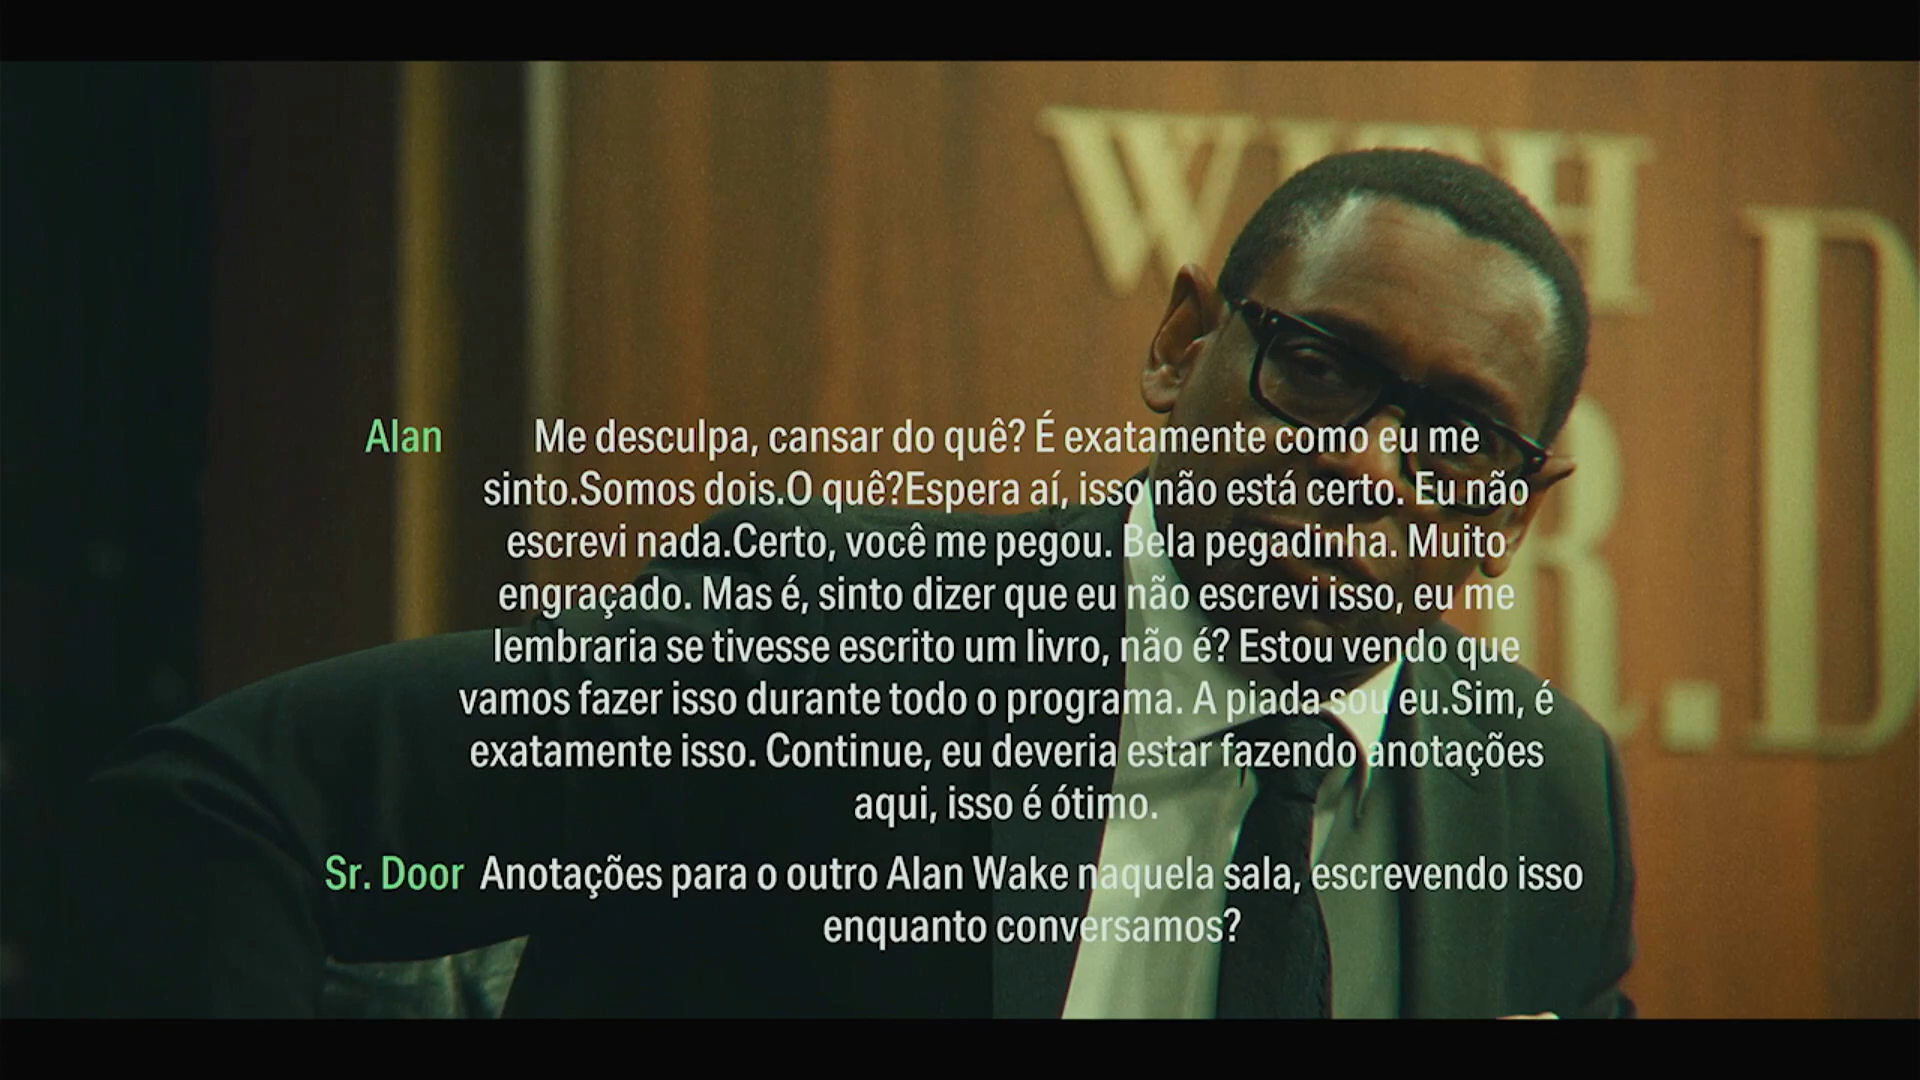 WITH
R.D
Alan Me desculpa, cansar do quê? É exatamente como eu me
sinto.Somos dois.O quê?Espera aí, isso não está certo. Eu não
escrevi nada.Certo, você me pegou. Bela pegadinha. Muito
engraçado. Mas é, sinto dizer que eu não escrevi isso, eu me
lembraria se tivesse escrito um livro, não é? Estou vendo que
vamos fazer isso durante todo o programa. A piada sou eu.Sim, é
exatamente isso. Continue, eu deveria estar fazendo anotações
aqui, isso é ótimo.
Sr. Door Anotações para o outro Alan Wake naquela sala, escrevendo isso
enquanto conversamos?